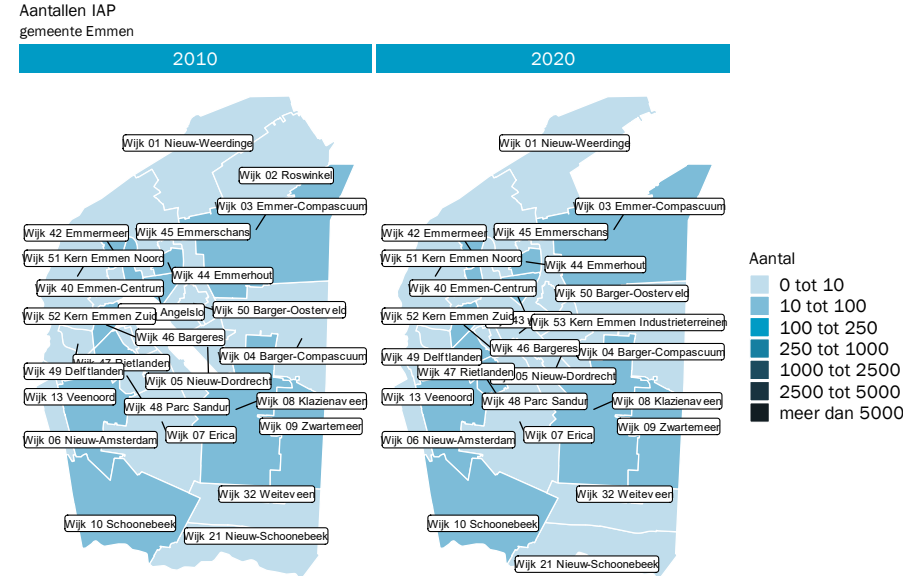 Aantallen IAP
gemeente Emmen
2010
2020
Wijk 01 Nieuw-Weerdinge
Wijk 02 Roswinkel
Wijk 03 Emmer-Compascuum
Wijk 42 Emmermeer
Wijk 45 Emmerschans
Wijk 51 Kern Emmen Noord
Wijk 44 Emmerhout
Wijk 40 Emmen-Centrum
Wijk 52 Kern Emmen Zuid
Angelslo
Wijk 50 Barger-Oosterveld
Wijk 46 Bargeres
Wijk 47 Rietlanden
Wijk 04 Barger-Compascuum
Wijk 49 Delftlanden
Wijk 05 Nieuw-Dordrecht
Wijk 13 Veenoord
Wijk 48 Parc Sandur
Wijk 08 Klazienaveen
Wijk 06 Nieuw-Amsterdam
Wijk 07 Erica
Wijk 09 Zwartemeer
Wijk 32 Weiteveen
Wijk 10 Schoonebeek
Wijk 21 Nieuw-Schoonebeek
Wijk 01 Nieuw-Weerdinge
Wijk 03 Emmer-Compascuum
Wijk 42 Emmermeer
Wijk 45 Emmerschans
Wijk 51 Kern Emmen Noord
Wijk 44 Emmerhout
Wijk 40 Emmen-Centrum
Wijk 50 Barger-Oosterveld
Wijk 52 Kern Emmen Zuid
43
Wijk 53 Kern Emmen Industrieterreinen
Wijk 46 Bargeres
Wijk 04 Barger-Compascuum
Wijk 49 Delftlanden
Wijk 47 Rietlanden
05 Nieuw-Dordrecht
Wijk 13 Veenoord
Wijk 48 Parc Sandur
Wijk 08 Klazienaveen
Wijk 06 Nieuw-Amsterdam
Wijk 07 Erica
Wijk 09 Zwartemeer
Wijk 32 Weiteveen
Wijk 10 Schoonebeek
Wijk 21 Nieuw-Schoonebeek
Aantal
0 tot 10
10 tot 100
100 tot 250
250 tot 1000
1000 tot 2500
2500 tot 5000
meer dan 5000